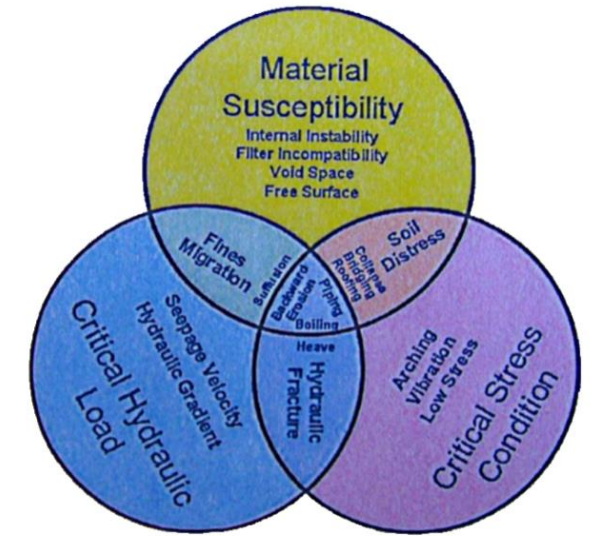 Material
Susceptibility
Internal Instability
Filter Incompatibility
Void Space
Free Surface
Fines
Migration
Suffusion
Soil
Distress
Collapse
Bridging
Roofing
Backward
Erosion
Piping
Boiling
Heave
Hydraulic
Fracture
Seepage Velocity
Hydraulic Gradient
Critical Hydraulic
Load
Arching
Vibration
Low Stress
Critical Stress
Condition